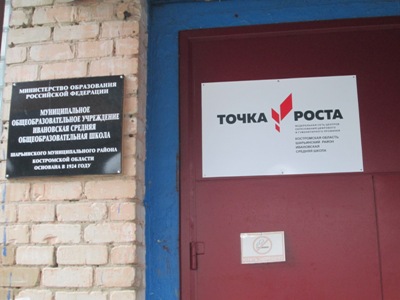 МИНИСТЕРСТВО ОБРАЗОВАНИЯ
РОССИЙСКОЙ ФЕДЕРАЦИИ
МУНИЦИПАЛЬНОЕ
ОБЩЕОБРАЗОВАТЕЛЬНОЕ УЧРЕЖДЕНИЕ
ИВАНОВСКАЯ СРЕДНЯЯ
ОБЩЕОБРАЗОВАТЕЛЬНАЯ ШКОЛА
ШАРЬИНСКОГО МУНИЦИПАЛЬНОГО РАЙОНА
КОСТРОМСКОЙ ОБЛАСТИ
ОСНОВАНА В 1924 ГОДУ
ТОЧКА РОСТА
КОСТРОМСКАЯ ОБЛАСТЬ,
ШАРЬИНСКИЙ РАЙОН
ИВАНОВСКАЯ
СРЕДНЯЯ ШКОЛА